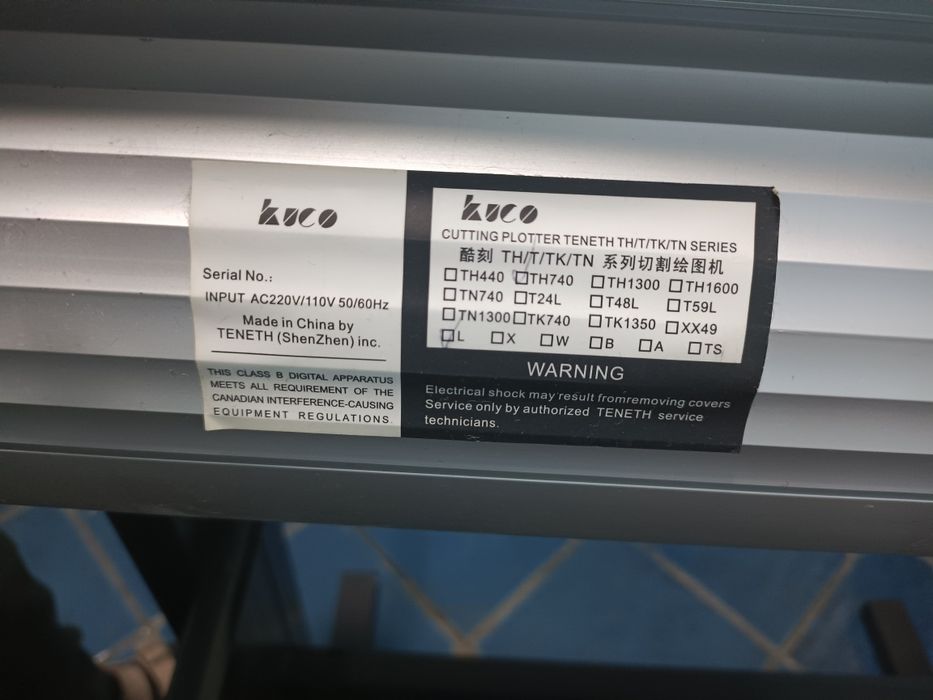 kuco
Serial No.:
INPUT AC220V/110V 50/60Hz
Made in China by
TENETH (ShenZhen) inc.
THIS CLASS B DIGITAL APPARATUS
MEETS ALL REQUIREMENT OF THE
CANADIAN INTERFERENCE-CAUSING
EQUIPMENT REGULATIONS
kuco
CUTTING PLOTTER TENETH TH/T/TK/TN SERIES
酷刻 TH/T/TK/TN 系列切割绘图机
□TH440 □TH740 □TH1300 □TH1600
□TN740 □T24L □T48L □T59L
□TN1300 □TK740 □TK1350 □XX49
□L □X □W □B □A □TS
WARNING
Electrical shock may result fromremoving covers
Service only by authorized TENETH service
technicians.